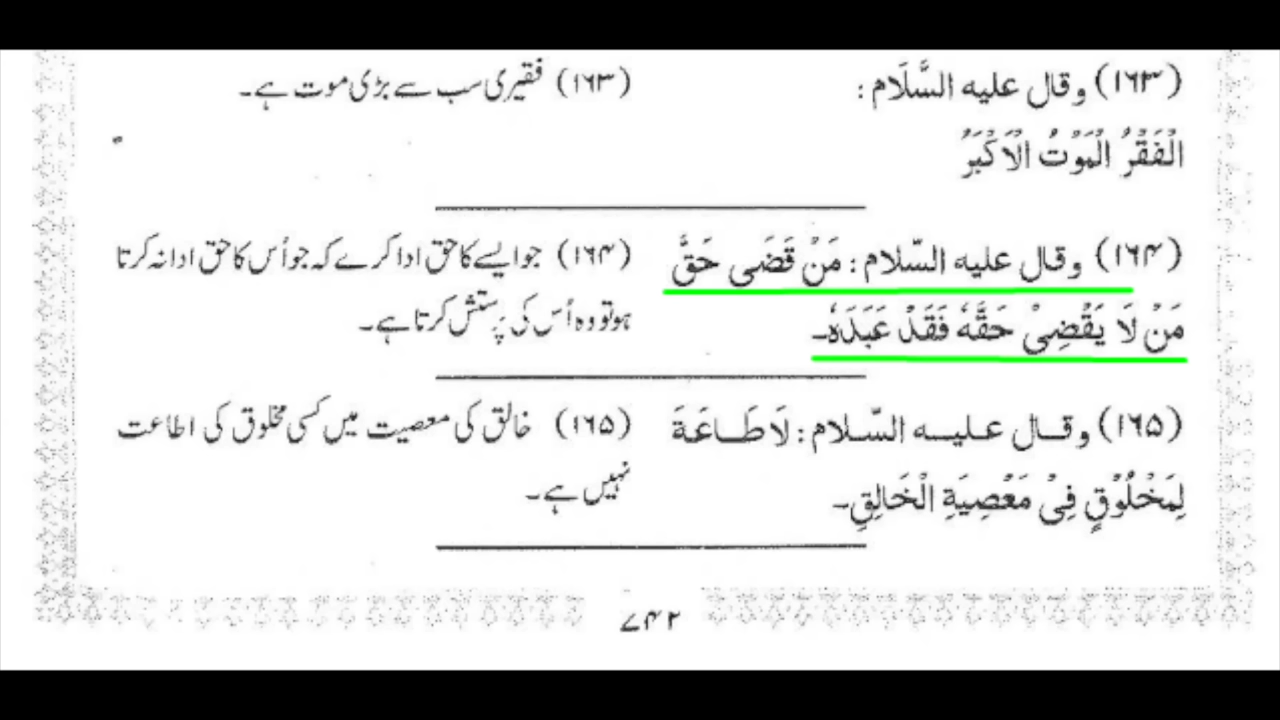 (۱۶۳) وقال علیه السَّلَام :
الْفَقْرُ الْمَوْتُ الْاَكْبَرُ
(۱۶۳) فقیری سب سے بڑی موت ہے۔
(۱۶۴) وقال علیه السّلام : مَنْ قَضَى حَقَّ
مَنْ لَا يَقْضِىْ حَقَّهٗ فَقَدْ عَبَدَهٗ۔
(۱۶۴) جو ایسے کا حق ادا کرے کہ جو اُس کا حق ادا نہ کرتا
ہو تو وہ اُس کی پرستش کرتا ہے۔
(۱۶۵) وقال علیه السّلام : لَا طَاعَةَ
لِمَخْلُوْقٍ فِىْ مَعْصِيَةِ الْخَالِقِ۔
(۱۶۵) خالق کی معصیت میں کسی مخلوق کی اطاعت
نہیں ہے۔
۷۴۲